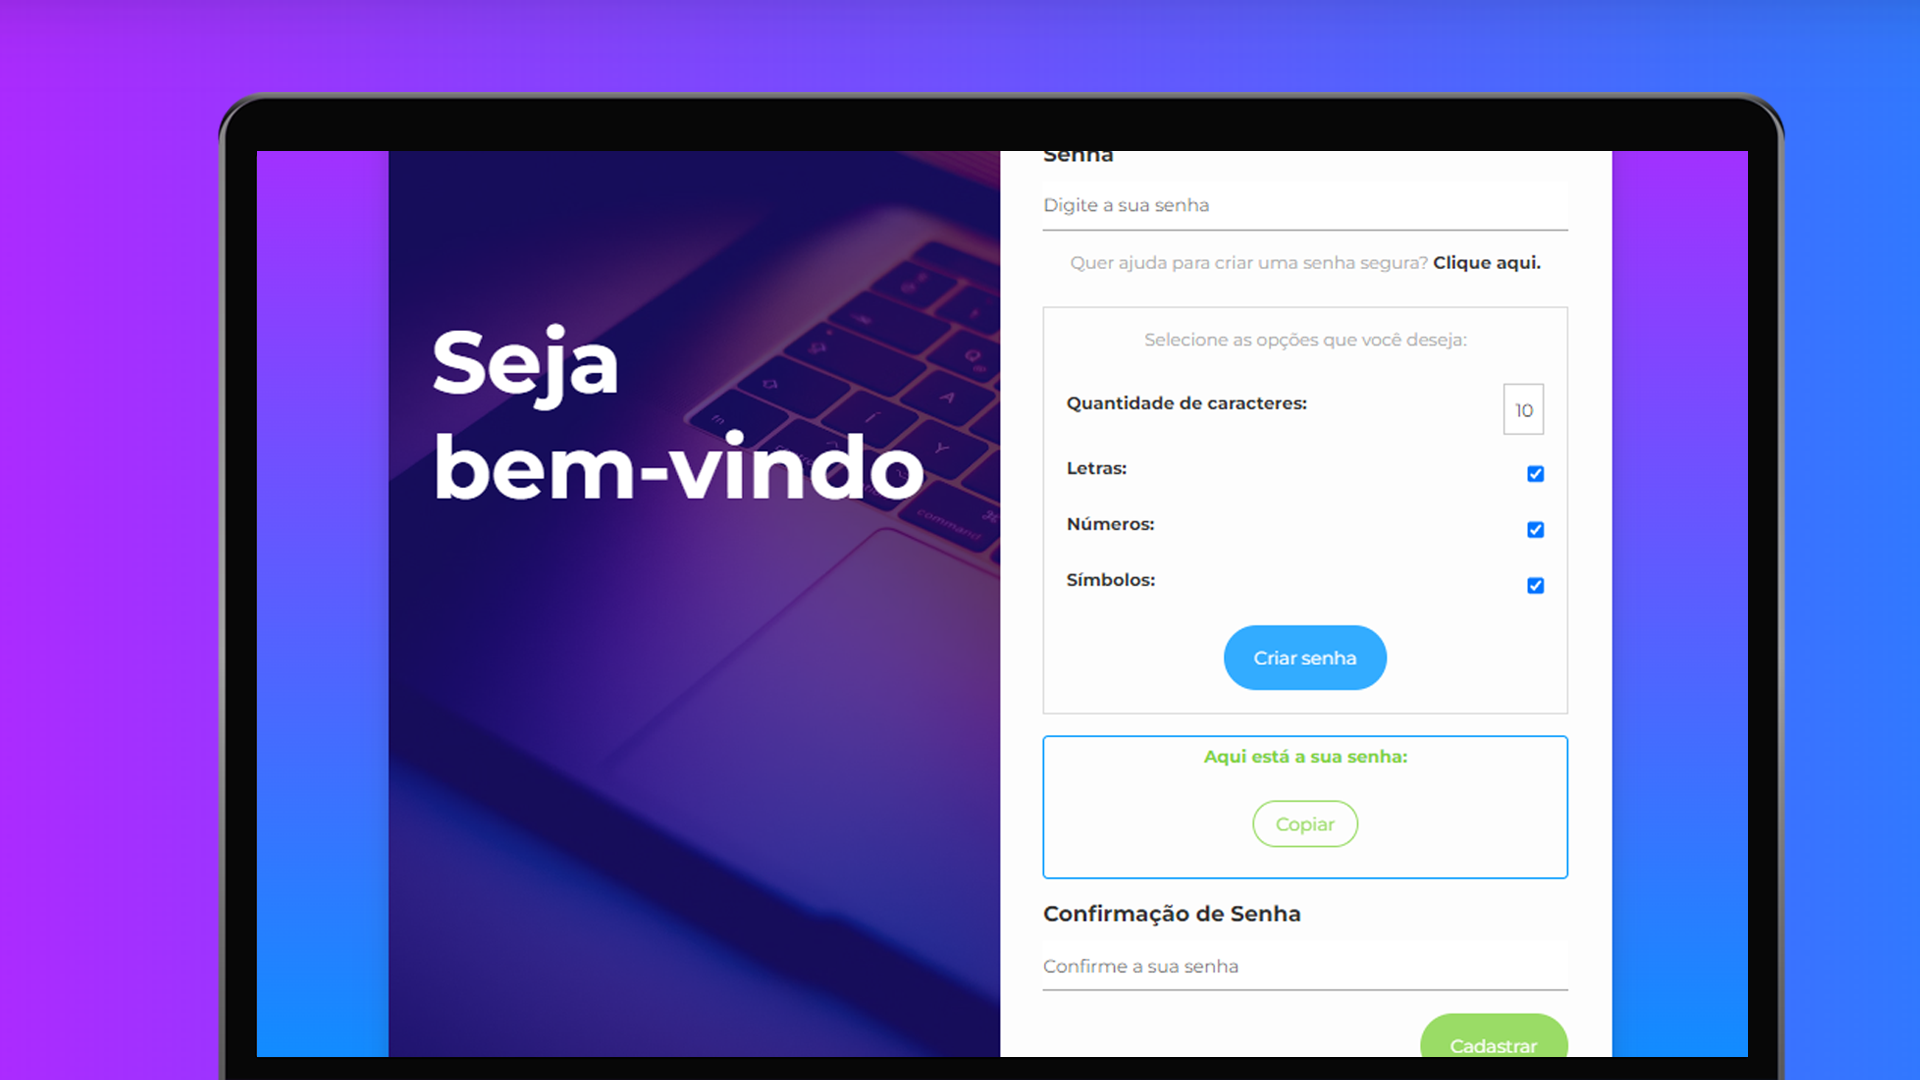 Seja
bem-vindo
Senha
Digite a sua senha
Quer ajuda para criar uma senha segura? Clique aqui.
Selecione as opções que você deseja:
Quantidade de caracteres:
10
Letras:
Números:
Símbolos:
Criar senha
Aqui está a sua senha:
Copiar
Confirmação de Senha
Confirme a sua senha
Cadastrar
Q
A
Y
fn
command